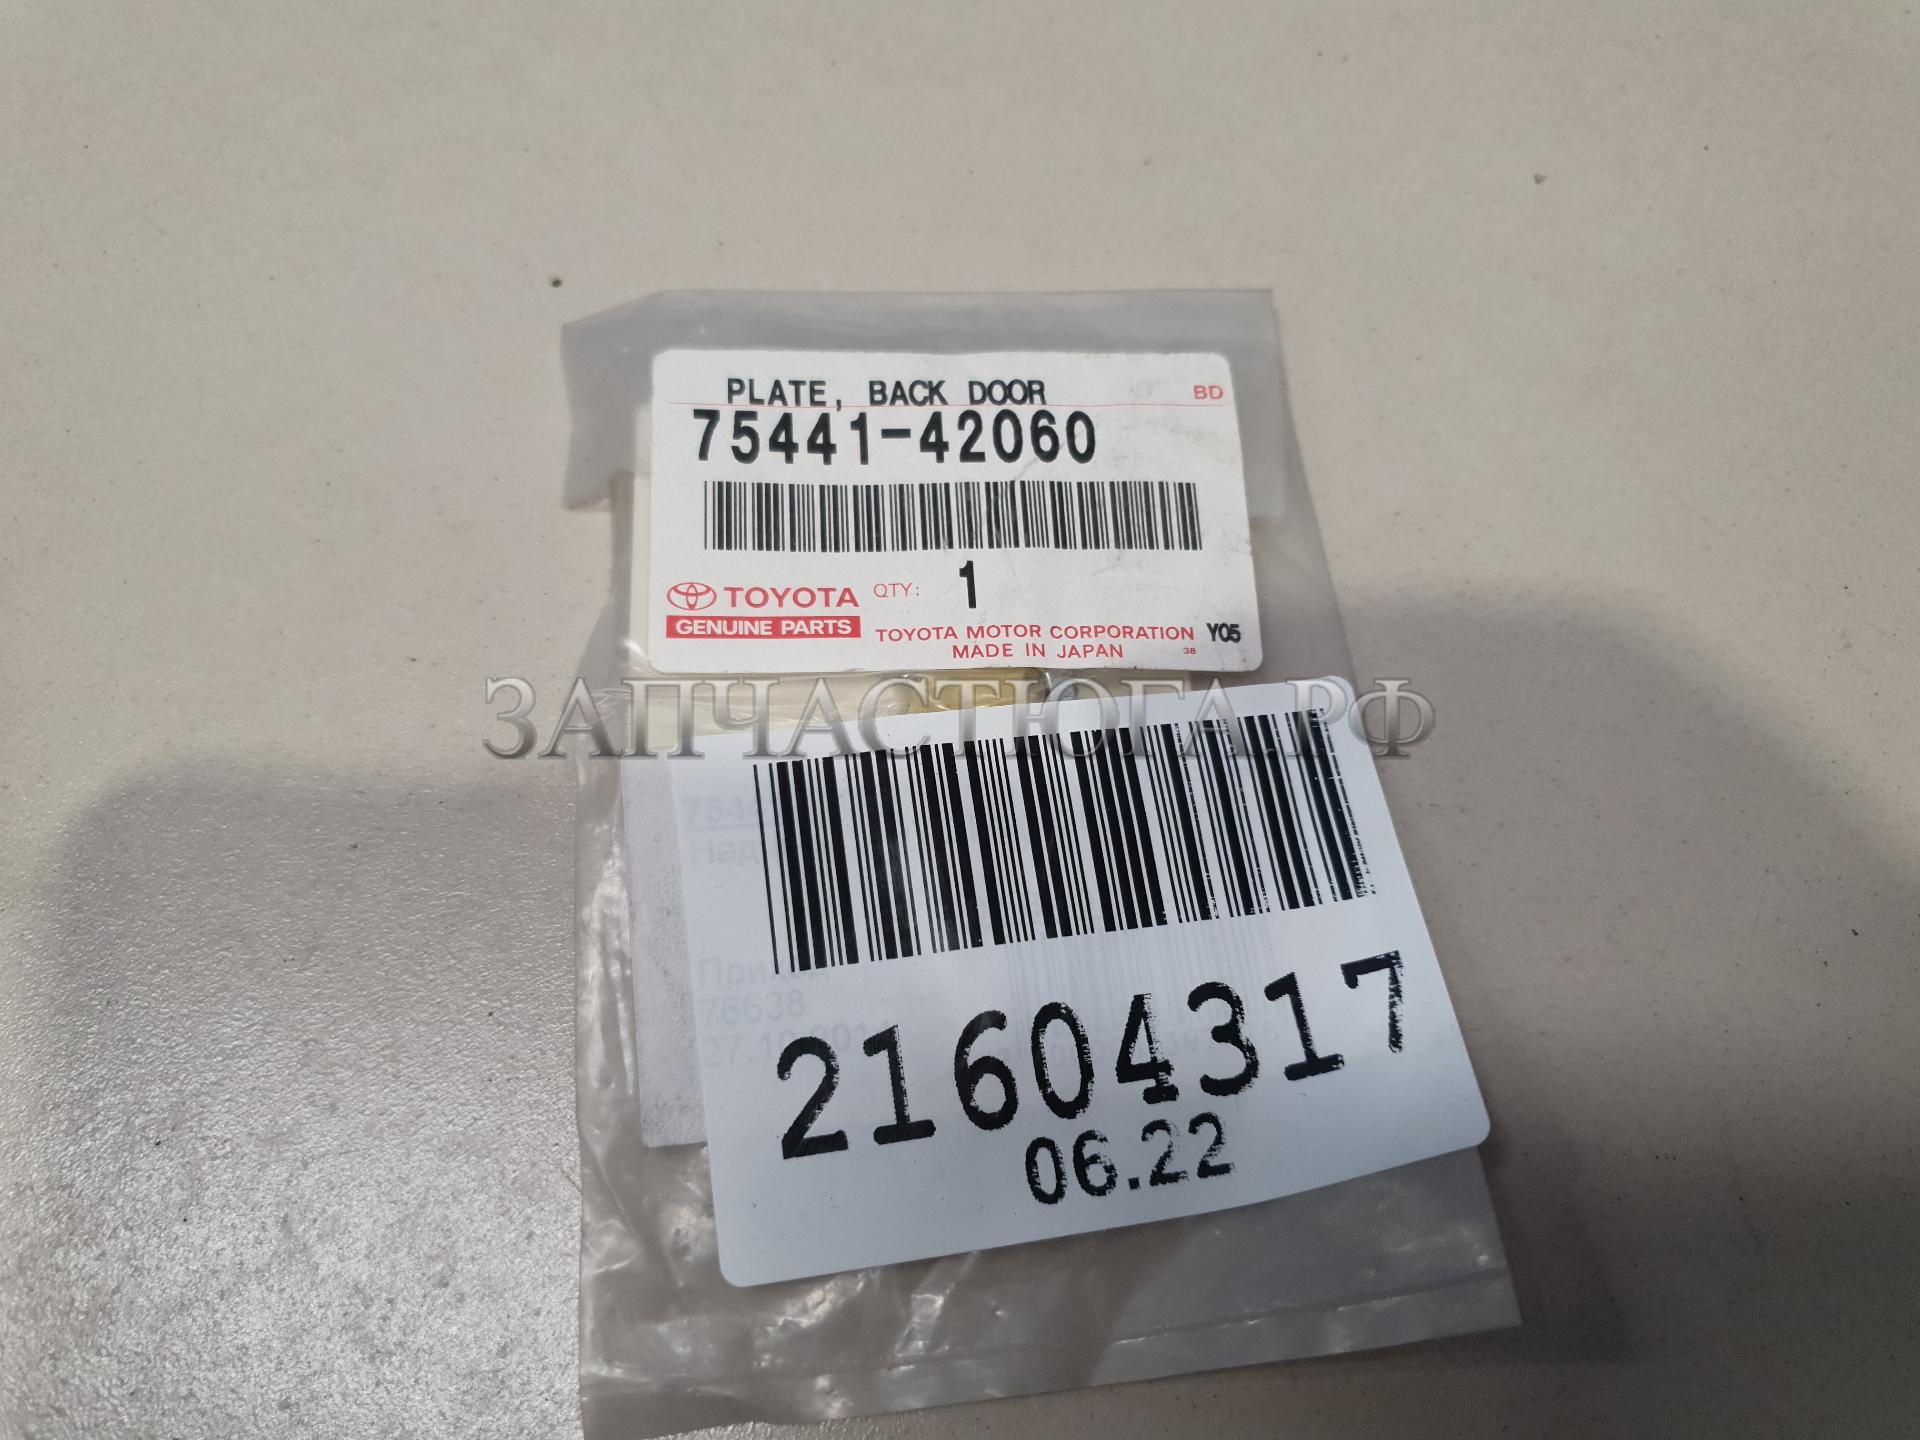 PLATE, BACK DOOR BD
75441-42060
TOYOTA QTY: 1
GENUINE PARTS
TOYOTA MOTOR CORPORATION Y05
MADE IN JAPAN 38
ЗАПЧАСТЮГА.РФ
76638
21604317
06.22